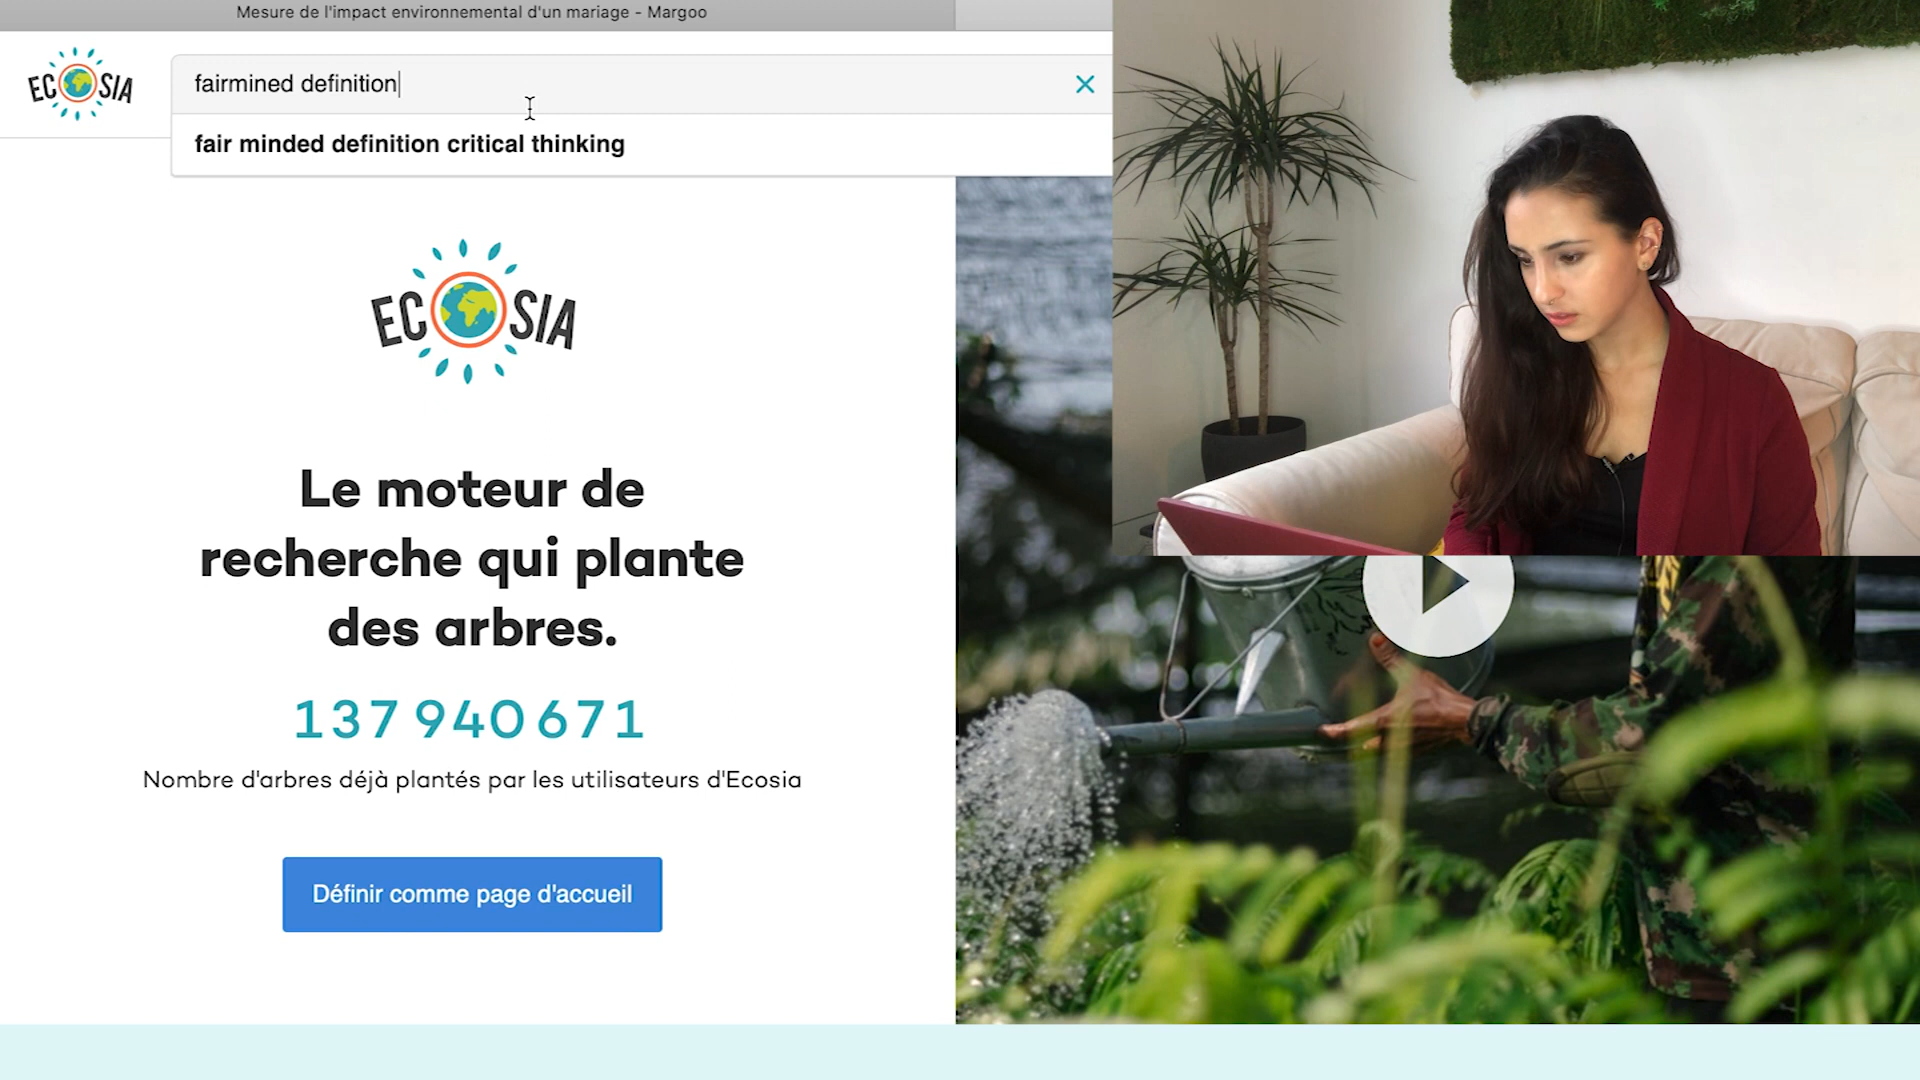 Mesure de l'impact environnemental d'un mariage - Margoo
ECOSIA
fairmined definition
fair minded definition critical thinking
ECOSIA
Le moteur de
recherche qui plante
des arbres.
137 940 671
Nombre d'arbres déjà plantés par les utilisateurs d'Ecosia
Définir comme page d'accueil